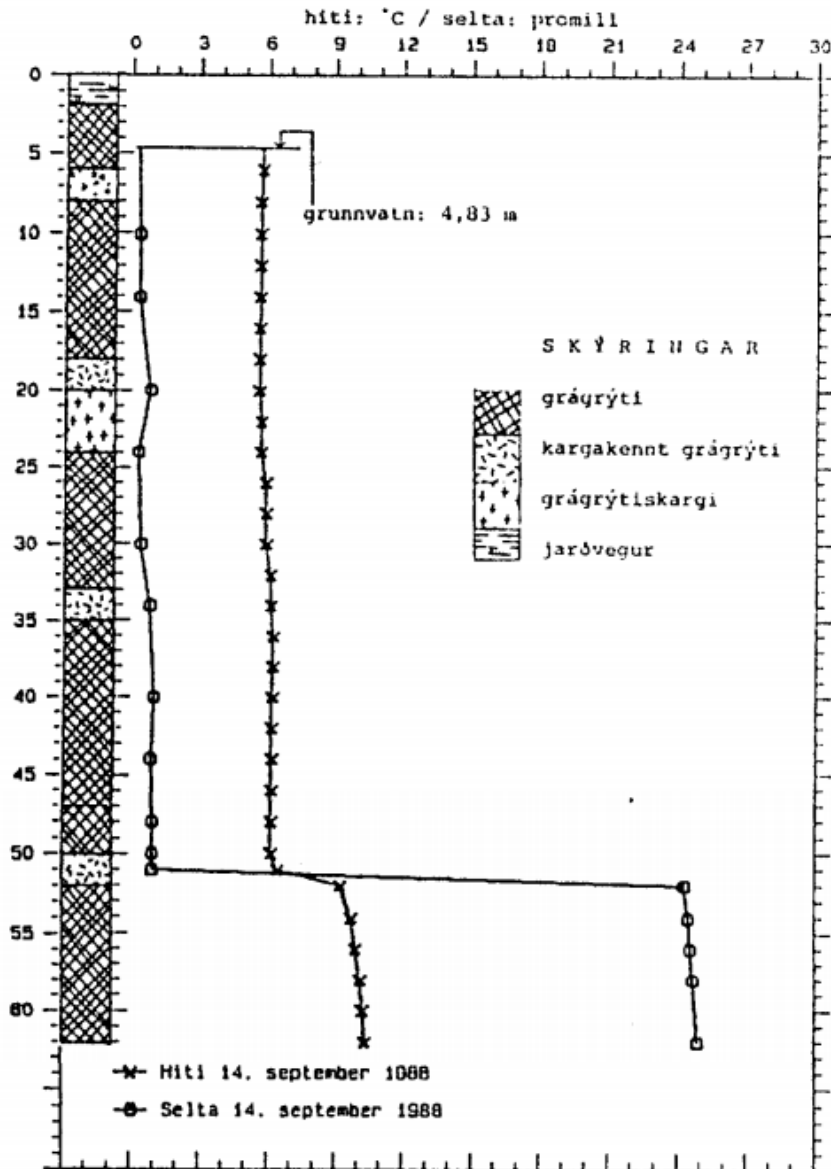 hiti: °C / selta: promill
0 3 6 9 12 15 18 21 24 27 30
0
5
grunnvatn: 4,83 m
10
15
SKÝRINGAR
20
grágrýti
kargakennt grágrýti
25
grágrýtiskargi
30
jarðvegur
35
40
45
50
55
60
Hiti 14. september 1088
Selta 14. september 1988